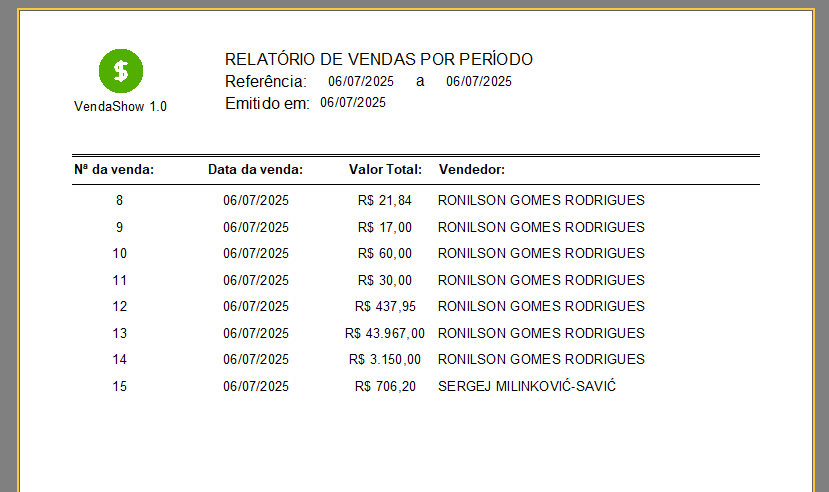 $
VendaShow 1.0
RELATÓRIO DE VENDAS POR PERÍODO
Referência: 06/07/2025 a 06/07/2025
Emitido em: 06/07/2025
Nª da venda: Data da venda: Valor Total: Vendedor:
8 06/07/2025 R$ 21,84 RONILSON GOMES RODRIGUES
9 06/07/2025 R$ 17,00 RONILSON GOMES RODRIGUES
10 06/07/2025 R$ 60,00 RONILSON GOMES RODRIGUES
11 06/07/2025 R$ 30,00 RONILSON GOMES RODRIGUES
12 06/07/2025 R$ 437,95 RONILSON GOMES RODRIGUES
13 06/07/2025 R$ 43.967,00 RONILSON GOMES RODRIGUES
14 06/07/2025 R$ 3.150,00 RONILSON GOMES RODRIGUES
15 06/07/2025 R$ 706,20 SERGEJ MILINKOVIĆ-SAVIĆ